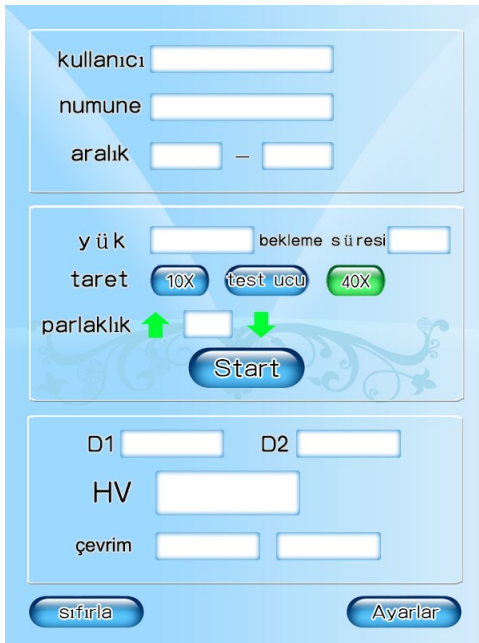 kullanıcı
numune
aralık –
yük bekleme süresi
taret 10X test ucu 40X
parlaklık
Start
D1 D2
HV
çevrim
sıfırla Ayarlar